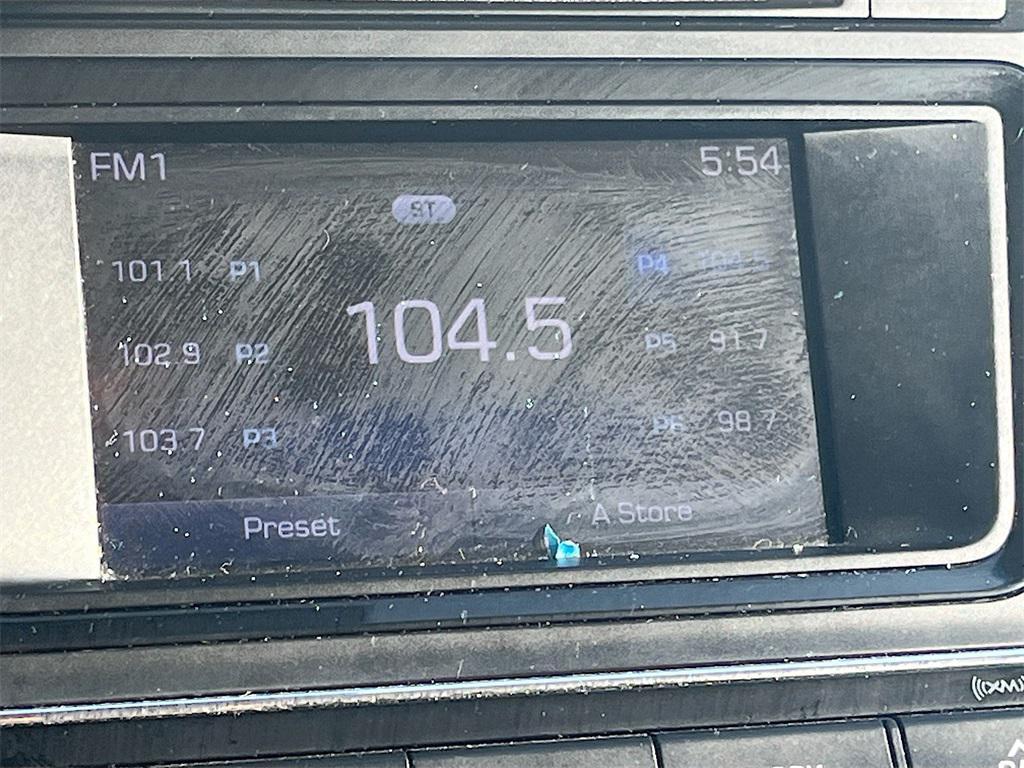 FM1 5:54
ST
101.1 P1
P4 104.5
104.5
102.9 P2
P5 91.7
103.7 P3
P6 98.7
Preset
A Store
((XM))